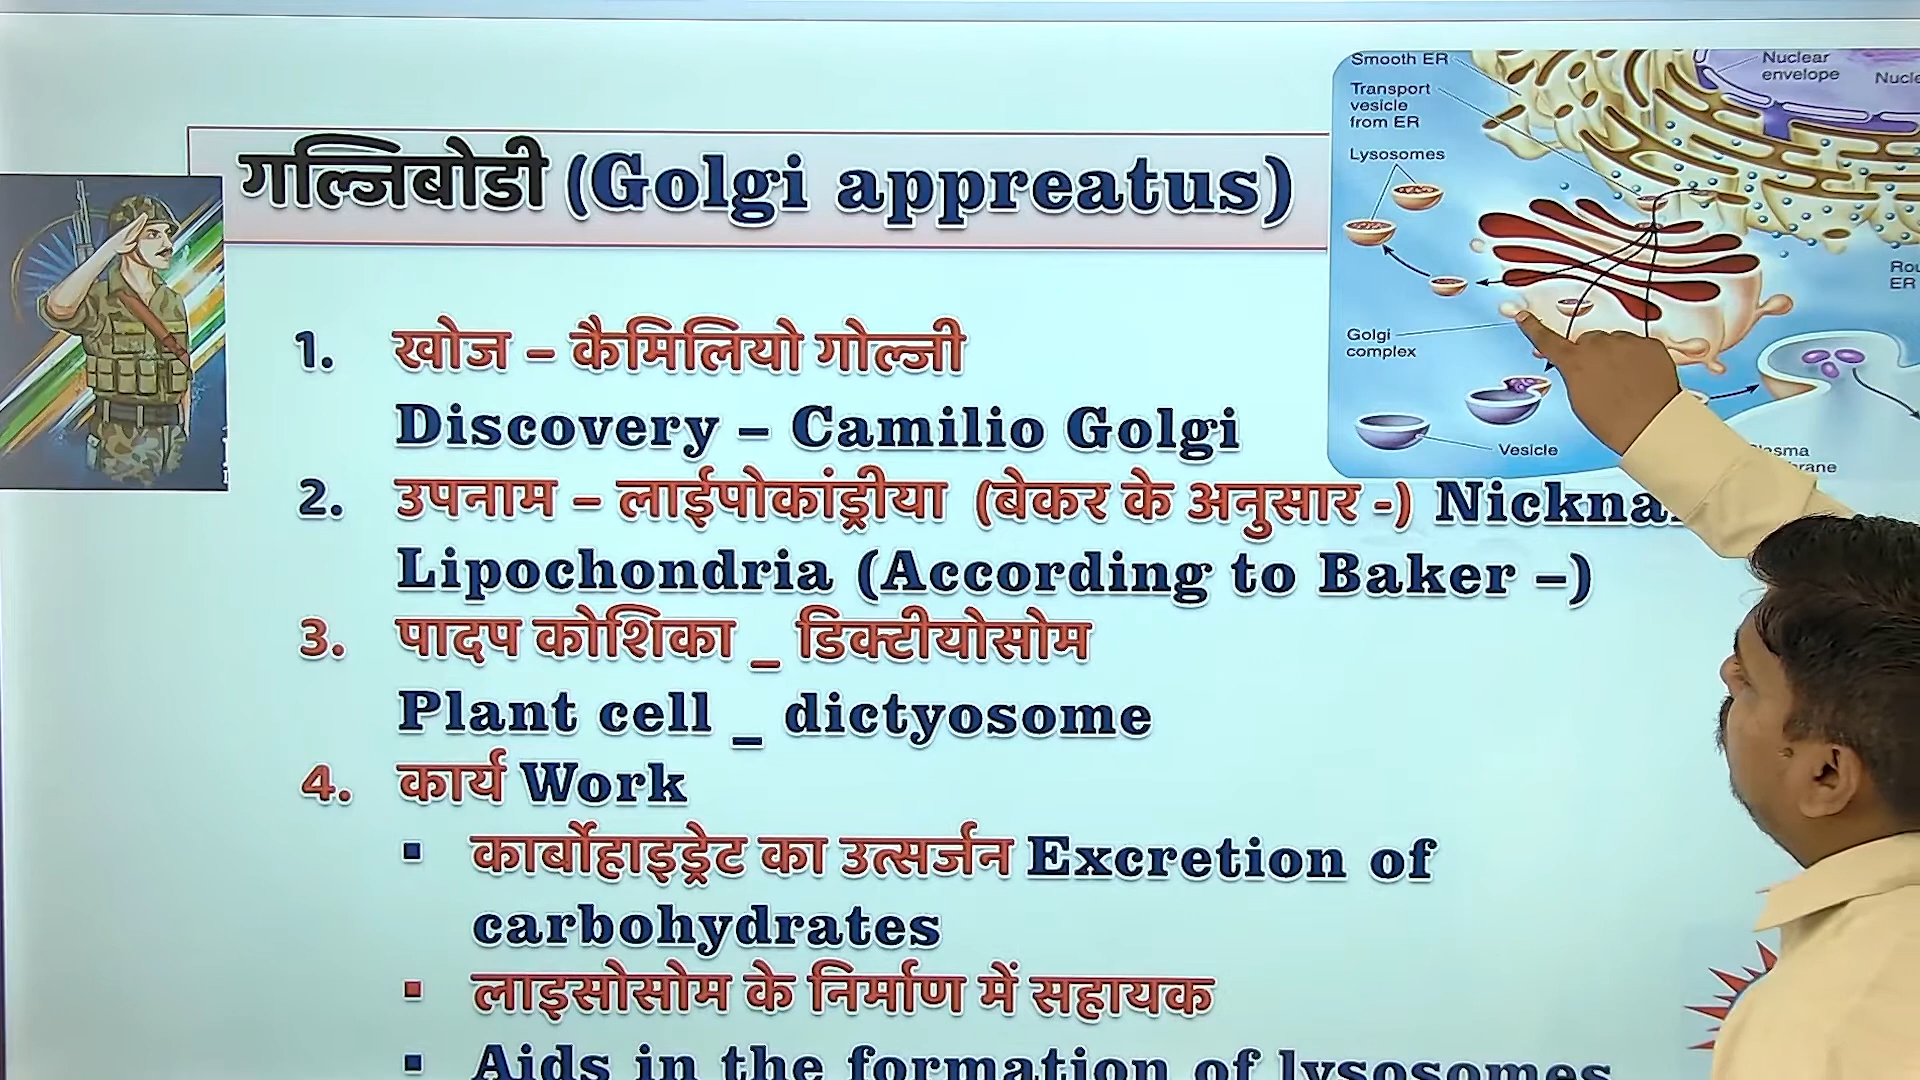 गल्जिबोडी (Golgi appreatus)
1. खोज – कैमिलियो गोल्जी
Discovery – Camilio Golgi
2. उपनाम – लाईपोकांड्रीया (बेकर के अनुसार -)
Lipochondria (According to Baker –)
3. पादप कोशिका _ डिक्टीयोसोम
Plant cell _ dictyosome
4. कार्य Work
▪ कार्बोहाइड्रेट का उत्सर्जन Excretion of
carbohydrates
▪ लाइसोसोम के निर्माण में सहायक
▪ Aids in the formation of lysosomes
Smooth ER
Transport
vesicle
from ER
Lysosomes
Golgi
complex
Vesicle
Nuclear
envelope
ER